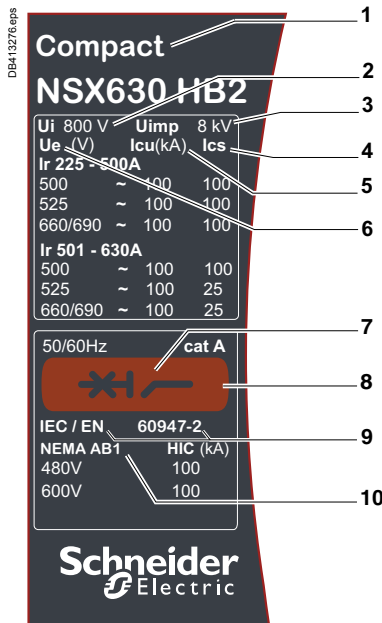 DB413276.eps
Compact 1
NSX630 HB2
2
Ui 800 V Uimp 8 kV 3
Ue (V) Icu(kA) Ics 4
Ir 225 - 500A
500 ~ 100 100 5
525 ~ 100 100
660/690 ~ 100 100 6
Ir 501 - 630A
500 ~ 100 100
525 ~ 100 25
660/690 ~ 100 25
7
50/60Hz cat A
8
IEC / EN 60947-2 9
NEMA AB1 HIC (kA)
480V 100
600V 100 10
Schneider
Electric